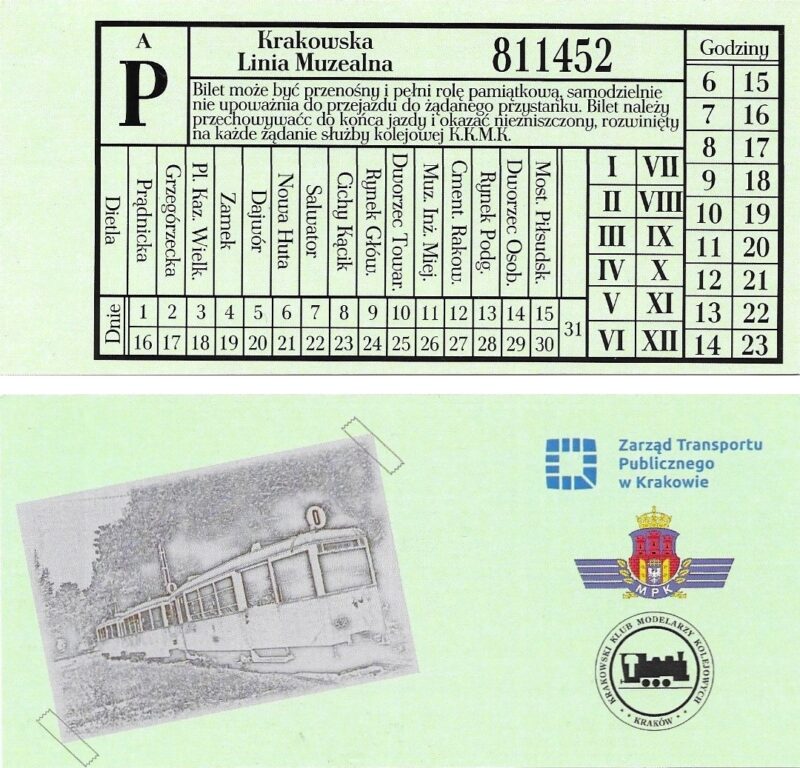 A
P
Krakowska
Linia Muzealna
811452
Godziny
Bilet może być przenośny i pełni rolę pamiątkową, samodzielnie
nie upoważnia do przejazdu do żądanego przystanku. Bilet należy
przechowywaćc do końca jazdy i okazać niezniszczony, rozwinięty
na każde żądanie służby kolejowej K.K.M.K.
6 15
7 16
8 17
9 18
10 19
11 20
12 21
13 22
14 23
Dietla
Prądnicka
Grzegórzecka
Pl. Kaz. Wielk.
Zamek
Dajwór
Nowa Huta
Salwator
Cichy Kącik
Rynek Głów.
Dworzec Towar.
Muz. Inż. Miej.
Cment. Rakow.
Rynek Podg.
Dworzec Osob.
Most. Piłsudsk.
I VII
II VIII
III IX
IV X
V XI
VI XII
Dnie
1 2 3 4 5 6 7 8 9 10 11 12 13 14 15
16 17 18 19 20 21 22 23 24 25 26 27 28 29 30
31
0
Zarząd Transportu
Publicznego
w Krakowie
MPK
KRAKOWSKI KLUB MODELARZY KOLEJOWYCH
KRAKÓW